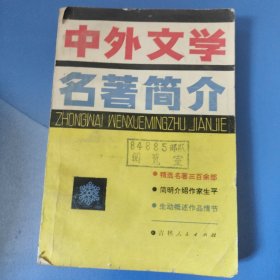 中外文学
名著简介
ZHONGWAI WENXUEMINGZHU JIANJIE
84885部队
阅览室
●精选名著三百余部
●简明介绍作家生平
●生动概述作品情节
吉林人民出版社